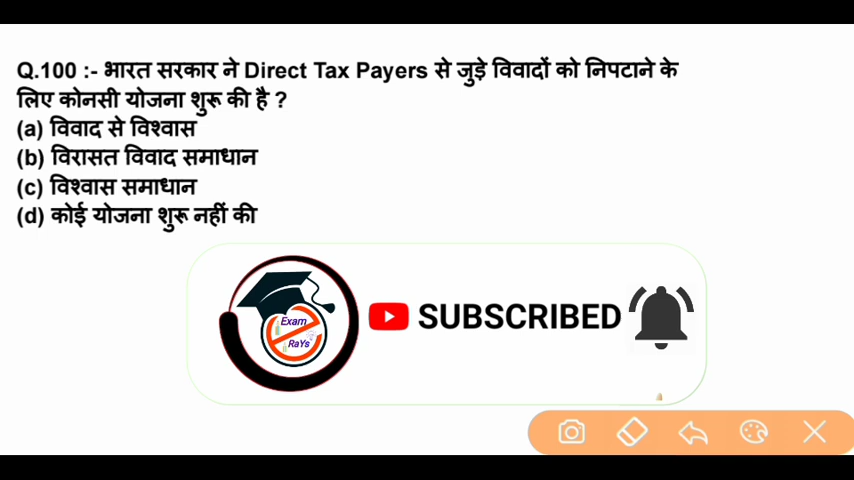 Q.100 :- भारत सरकार ने Direct Tax Payers से जुड़े विवादों को निपटाने के
लिए कोनसी योजना शुरू की है ?
(a) विवाद से विश्वास
(b) विरासत विवाद समाधान
(c) विश्वास समाधान
(d) कोई योजना शुरू नहीं की
Exam
RaYs
SUBSCRIBED